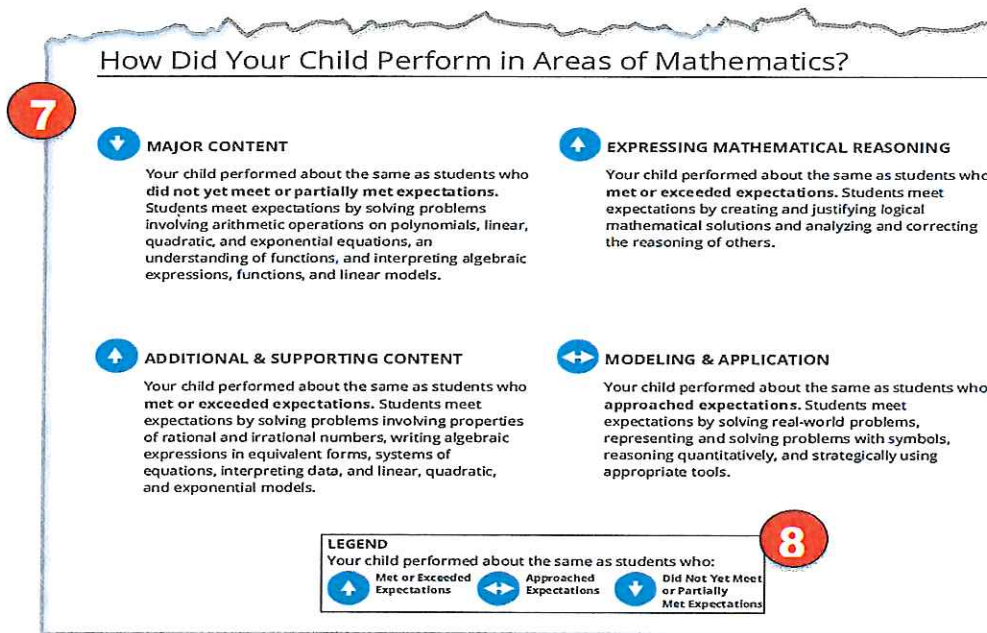 How Did Your Child Perform in Areas of Mathematics?
7
MAJOR CONTENT
Your child performed about the same as students who
did not yet meet or partially met expectations.
Students meet expectations by solving problems
involving arithmetic operations on polynomials, linear,
quadratic, and exponential equations, an
understanding of functions, and interpreting algebraic
expressions, functions, and linear models.
EXPRESSING MATHEMATICAL REASONING
Your child performed about the same as students who
met or exceeded expectations. Students meet
expectations by creating and justifying logical
mathematical solutions and analyzing and correcting
the reasoning of others.
ADDITIONAL & SUPPORTING CONTENT
Your child performed about the same as students who
met or exceeded expectations. Students meet
expectations by solving problems involving properties
of rational and irrational numbers, writing algebraic
expressions in equivalent forms, systems of
equations, interpreting data, and linear, quadratic,
and exponential models.
MODELING & APPLICATION
Your child performed about the same as students who
approached expectations. Students meet
expectations by solving real-world problems,
representing and solving problems with symbols,
reasoning quantitatively, and strategically using
appropriate tools.
8
LEGEND
Your child performed about the same as students who:
Met or Exceeded
Expectations
Approached
Expectations
Did Not Yet Meet
or Partially
Met Expectations